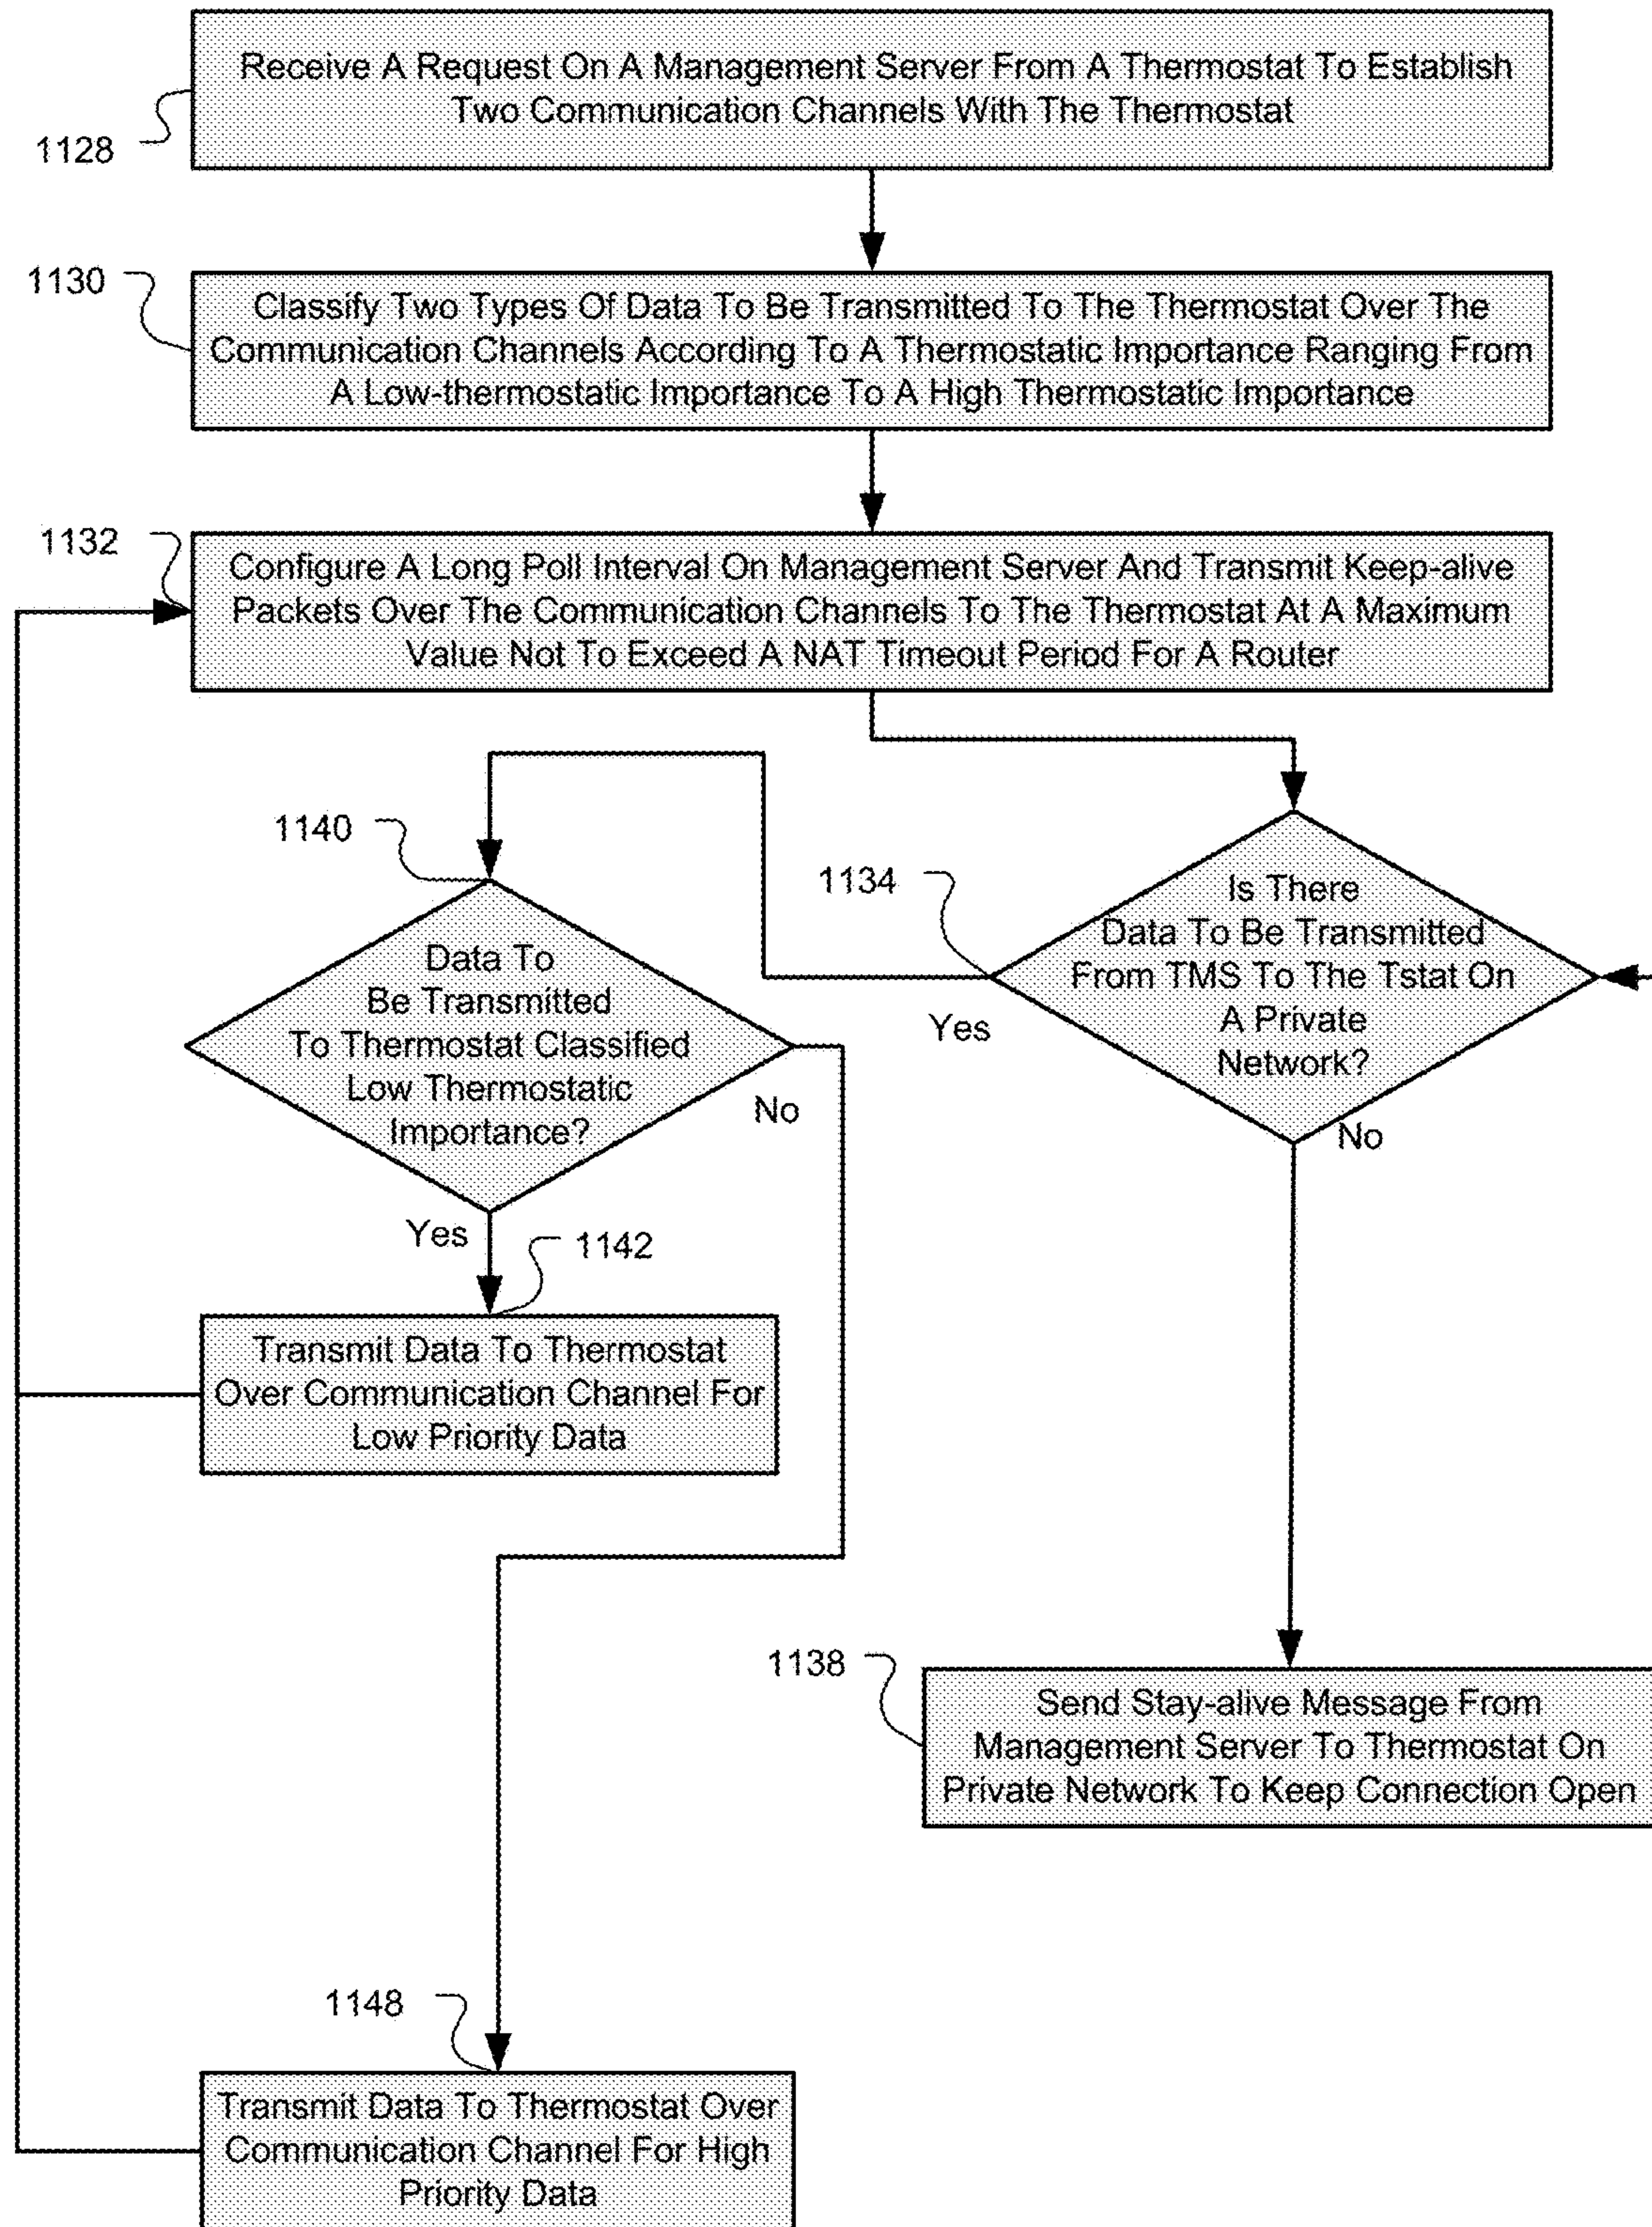 Receive A Request On A Management Server From A Thermostat To Establish
Two Communication Channels With The Thermostat
1128
1130
Classify Two Types Of Data To Be Transmitted To The Thermostat Over The
Communication Channels According To A Thermostatic Importance Ranging From
A Low-thermostatic Importance To A High Thermostatic Importance
1132
Configure A Long Poll Interval On Management Server And Transmit Keep-alive
Packets Over The Communication Channels To The Thermostat At A Maximum
Value Not To Exceed A NAT Timeout Period For A Router
1134
Is There
Data To Be Transmitted
From TMS To The Tstat On
A Private
Network?
Yes
No
1140
Data To
Be Transmitted
To Thermostat Classified
Low Thermostatic
Importance?
No
Yes
1142
Transmit Data To Thermostat
Over Communication Channel For
Low Priority Data
1138
Send Stay-alive Message From
Management Server To Thermostat On
Private Network To Keep Connection Open
1148
Transmit Data To Thermostat Over
Communication Channel For High
Priority Data